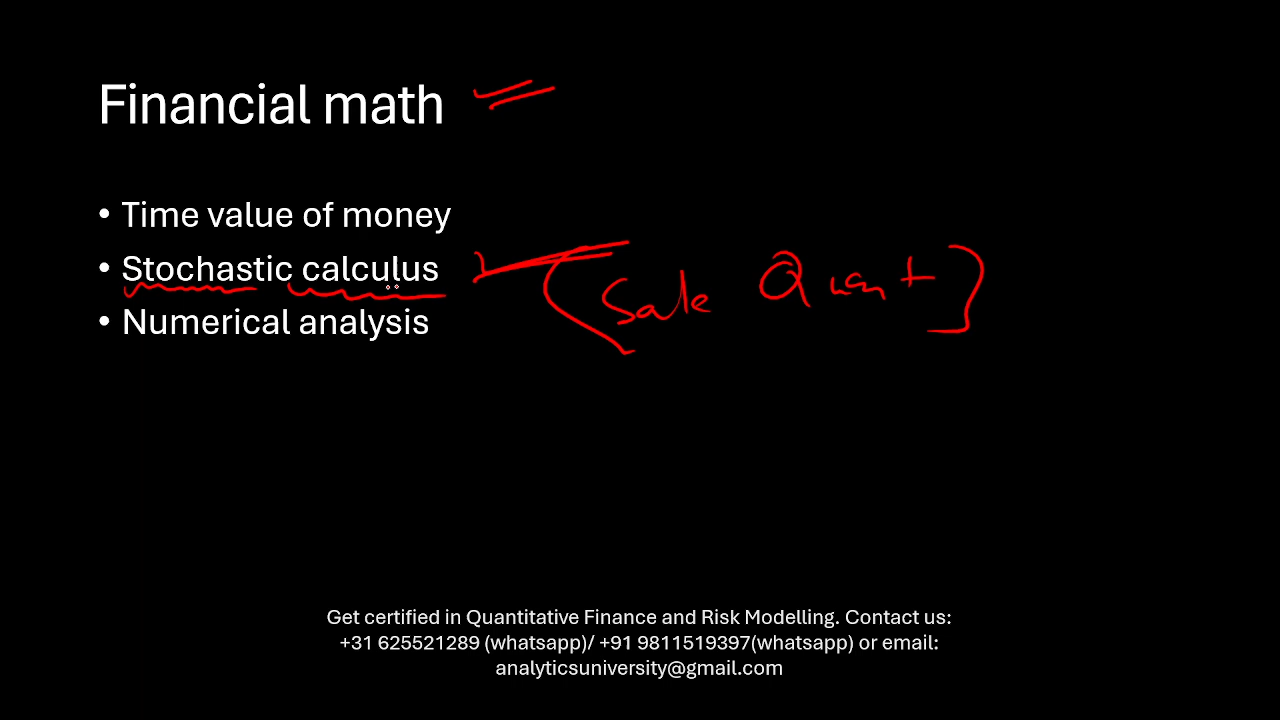 Financial math
• Time value of money
• Stochastic calculus
Sale Quant
• Numerical analysis
Get certified in Quantitative Finance and Risk Modelling. Contact us:
+31 625521289 (whatsapp)/ +91 9811519397(whatsapp) or email:
analyticsuniversity@gmail.com